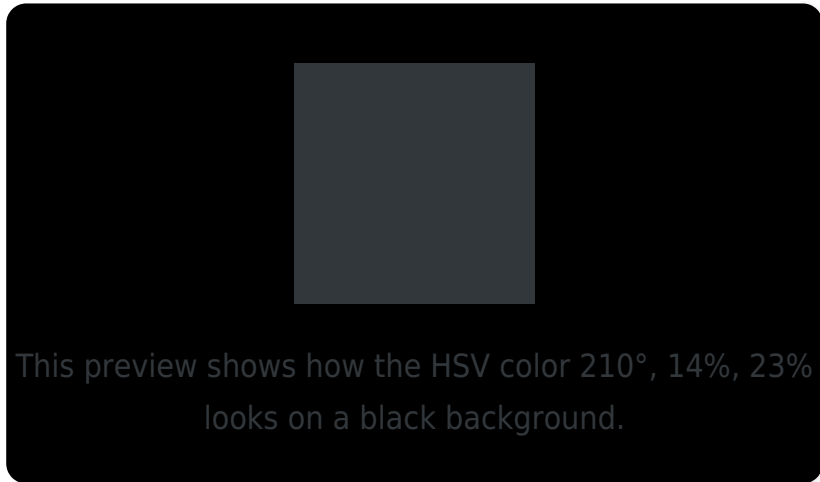 This preview shows how the HSV color 210°, 14%, 23%
looks on a black background.